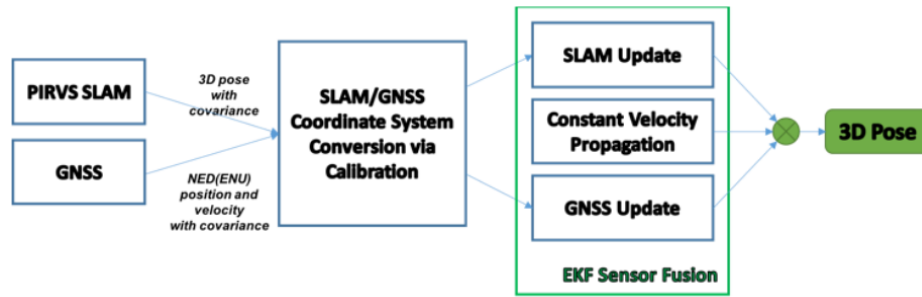 PIRVS SLAM
GNSS
3D pose
with
covariance
NED(ENU)
position and
velocity
with covariance
SLAM/GNSS
Coordinate System
Conversion via
Calibration
SLAM Update
Constant Velocity
Propagation
GNSS Update
EKF Sensor Fusion
3D Pose